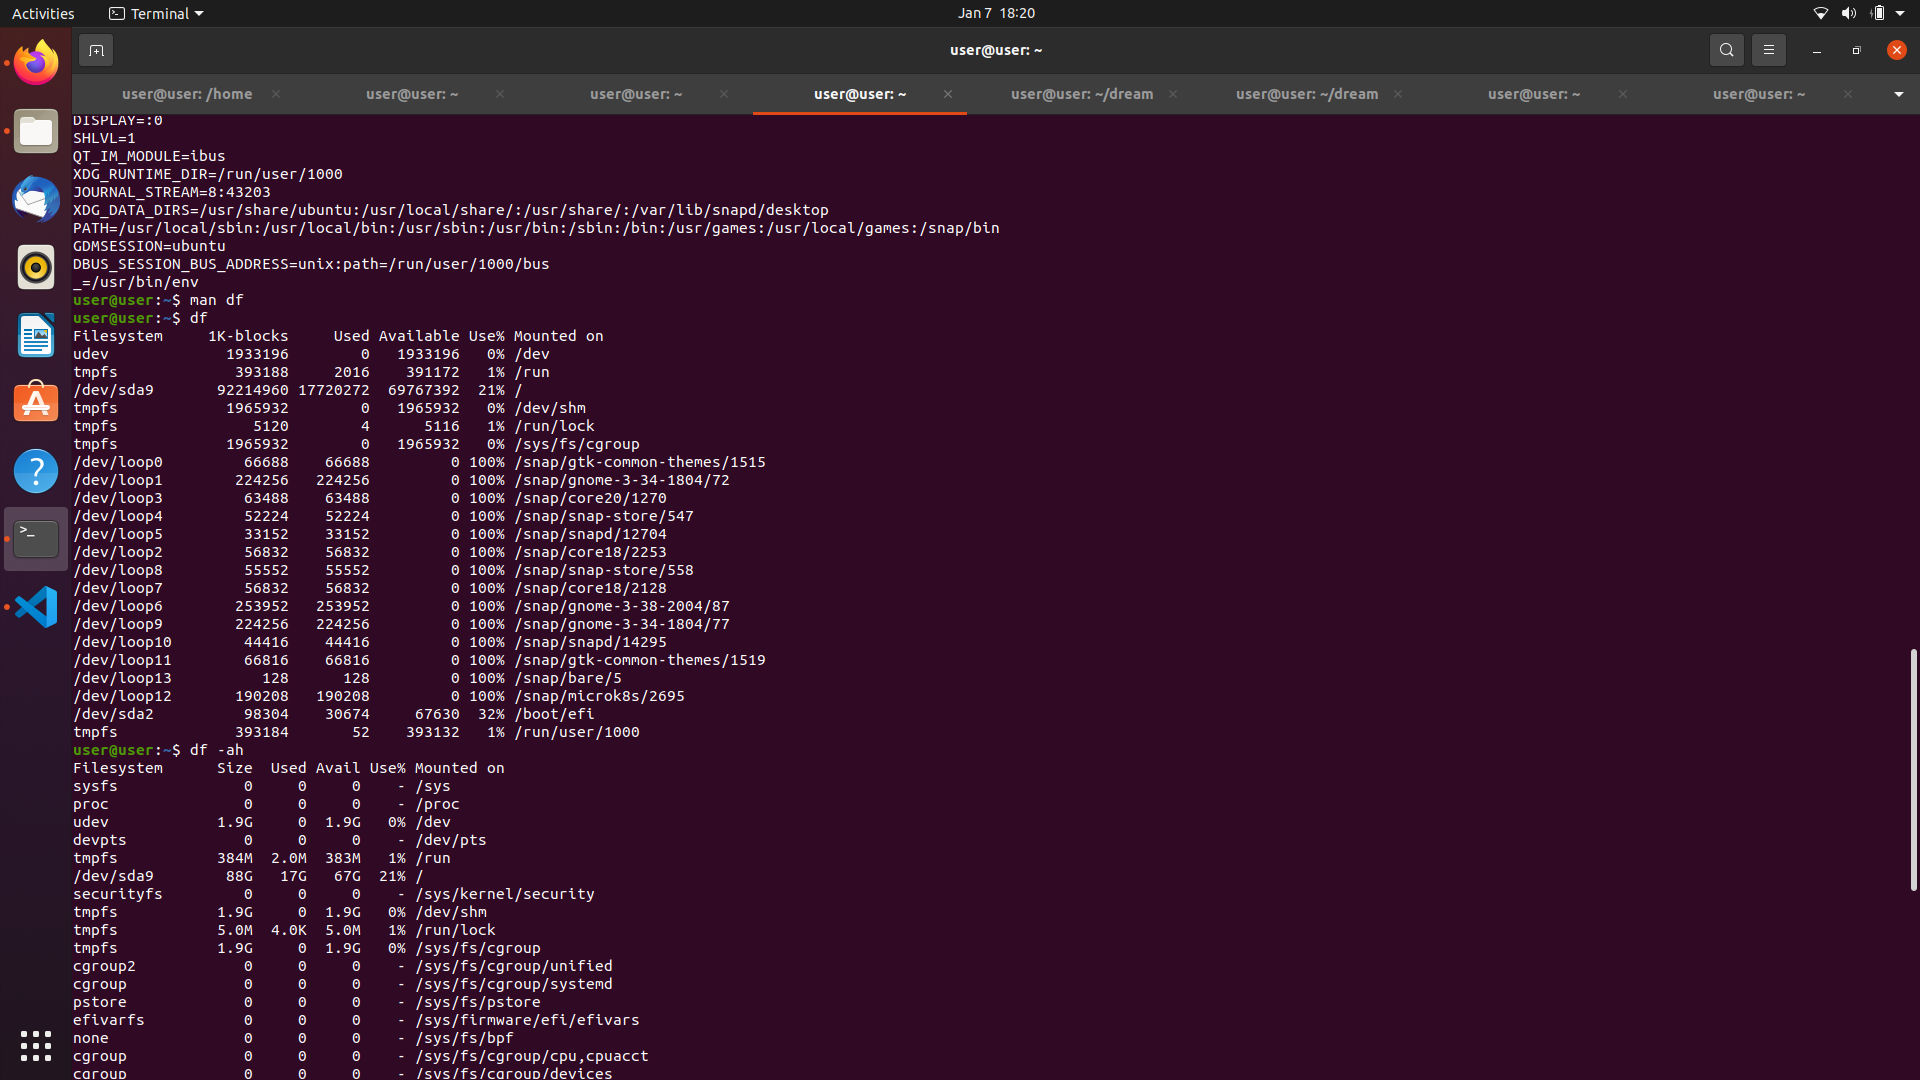 Activities Terminal Jan 7 18:20
user@user: ~
user@user: /home user@user: ~ user@user: ~ user@user: ~ user@user: ~/dream user@user: ~/dream user@user: ~ user@user: ~
DISPLAY=:0
SHLVL=1
QT_IM_MODULE=ibus
XDG_RUNTIME_DIR=/run/user/1000
JOURNAL_STREAM=8:43203
XDG_DATA_DIRS=/usr/share/ubuntu:/usr/local/share/:/usr/share/:/var/lib/snapd/desktop
PATH=/usr/local/sbin:/usr/local/bin:/usr/sbin:/usr/bin:/sbin:/bin:/usr/games:/usr/local/games:/snap/bin
GDMSESSION=ubuntu
DBUS_SESSION_BUS_ADDRESS=unix:path=/run/user/1000/bus
_=/usr/bin/env
user@user:~$ man df
user@user:~$ df
Filesystem     1K-blocks     Used Available Use% Mounted on
udev             1933196        0   1933196   0% /dev
tmpfs             393188     2016    391172   1% /run
/dev/sda9       92214960 17720272  69767392  21% /
tmpfs            1965932        0   1965932   0% /dev/shm
tmpfs               5120        4      5116   1% /run/lock
tmpfs            1965932        0   1965932   0% /sys/fs/cgroup
/dev/loop0         66688    66688         0 100% /snap/gtk-common-themes/1515
/dev/loop1        224256   224256         0 100% /snap/gnome-3-34-1804/72
/dev/loop3         63488    63488         0 100% /snap/core20/1270
/dev/loop4         52224    52224         0 100% /snap/snap-store/547
/dev/loop5         33152    33152         0 100% /snap/snapd/12704
/dev/loop2         56832    56832         0 100% /snap/core18/2253
/dev/loop8         55552    55552         0 100% /snap/snap-store/558
/dev/loop7         56832    56832         0 100% /snap/core18/2128
/dev/loop6        253952   253952         0 100% /snap/gnome-3-38-2004/87
/dev/loop9        224256   224256         0 100% /snap/gnome-3-34-1804/77
/dev/loop10        44416    44416         0 100% /snap/snapd/14295
/dev/loop11        66816    66816         0 100% /snap/gtk-common-themes/1519
/dev/loop13          128      128         0 100% /snap/bare/5
/dev/loop12       190208   190208         0 100% /snap/microk8s/2695
/dev/sda2          98304    30674     67630  32% /boot/efi
tmpfs             393184       52    393132   1% /run/user/1000
user@user:~$ df -ah
Filesystem      Size  Used Avail Use% Mounted on
sysfs              0     0     0    - /sys
proc               0     0     0    - /proc
udev            1.9G     0  1.9G   0% /dev
devpts             0     0     0    - /dev/pts
tmpfs           384M  2.0M  383M   1% /run
/dev/sda9        88G   17G   67G  21% /
securityfs         0     0     0    - /sys/kernel/security
tmpfs           1.9G     0  1.9G   0% /dev/shm
tmpfs           5.0M  4.0K  5.0M   1% /run/lock
tmpfs           1.9G     0  1.9G   0% /sys/fs/cgroup
cgroup2            0     0     0    - /sys/fs/cgroup/unified
cgroup             0     0     0    - /sys/fs/cgroup/systemd
pstore             0     0     0    - /sys/fs/pstore
efivarfs           0     0     0    - /sys/firmware/efi/efivars
none               0     0     0    - /sys/fs/bpf
cgroup             0     0     0    - /sys/fs/cgroup/cpu,cpuacct
cgroup             0     0     0    - /sys/fs/cgroup/devices